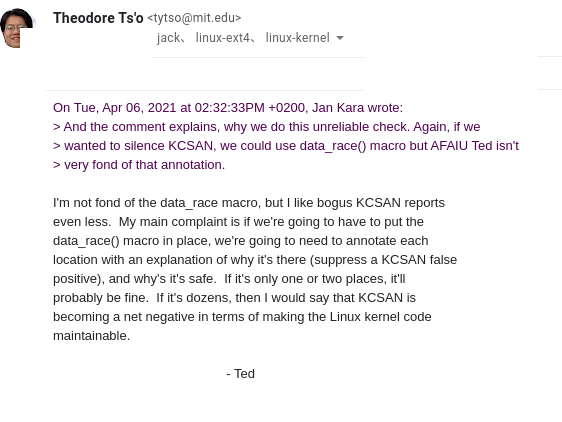 Theodore Ts'o <tytso@mit.edu>
jack、 linux-ext4、 linux-kernel
On Tue, Apr 06, 2021 at 02:32:33PM +0200, Jan Kara wrote:
> And the comment explains, why we do this unreliable check. Again, if we
> wanted to silence KCSAN, we could use data_race() macro but AFAIU Ted isn't
> very fond of that annotation.
I'm not fond of the data_race macro, but I like bogus KCSAN reports
even less.  My main complaint is if we're going to have to put the
data_race() macro in place, we're going to need to annotate each
location with an explanation of why it's there (suppress a KCSAN false
positive), and why's it's safe.  If it's only one or two places, it'll
probably be fine.  If it's dozens, then I would say that KCSAN is
becoming a net negative in terms of making the Linux kernel code
maintainable.
- Ted